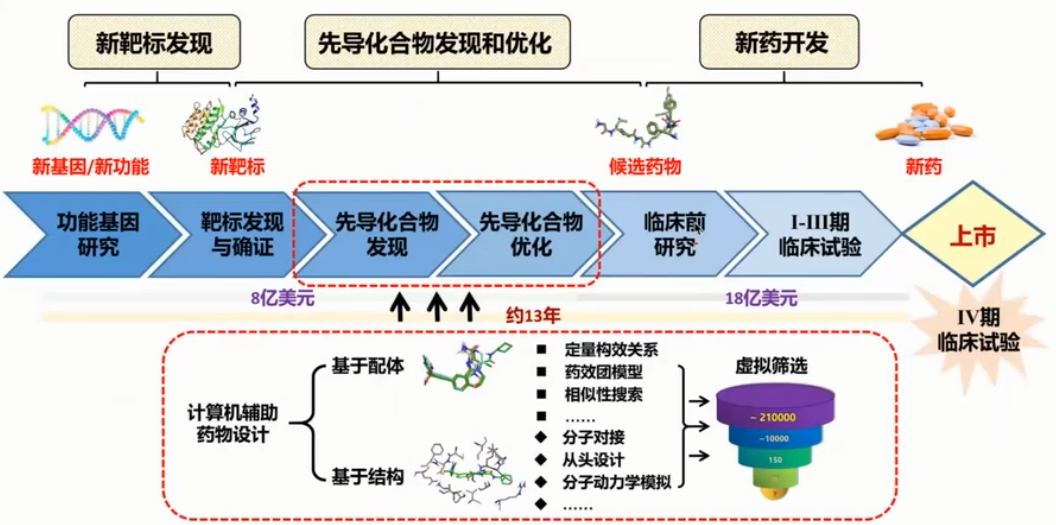 新靶标发现
先导化合物发现和优化
新药开发
新基因/新功能
新靶标
候选药物
新药
功能基因
研究
靶标发现
与确证
先导化合物
发现
先导化合物
优化
临床前
研究
I-III期
临床试验
上市
8亿美元
18亿美元
约13年
IV期
临床试验
计算机辅助
药物设计
基于配体
基于结构
■ 定量构效关系
■ 药效团模型
■ 相似性搜索
■ ……
◆ 分子对接
◆ 从头设计
◆ 分子动力学模拟
◆ ……
虚拟筛选
~ 210000
~10000
150